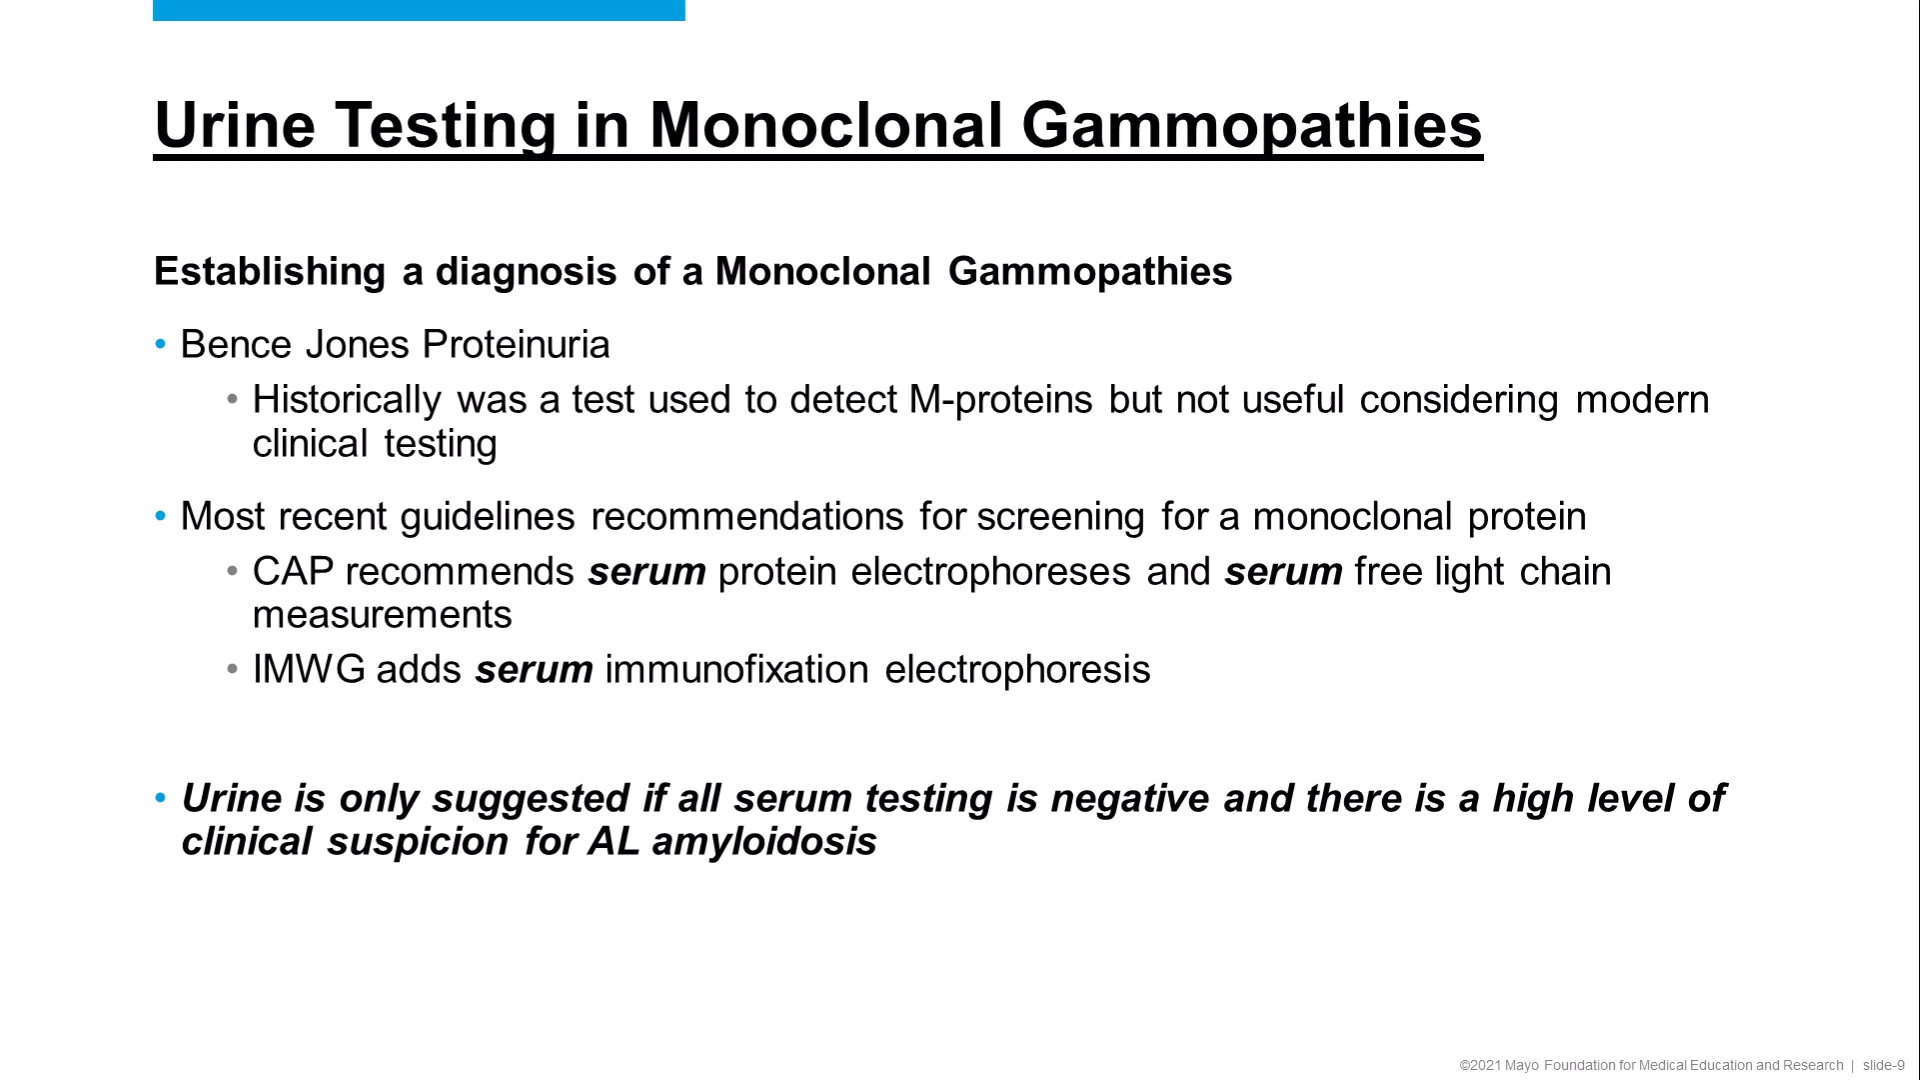 Urine Testing in Monoclonal Gammopathies
Establishing a diagnosis of a Monoclonal Gammopathies
• Bence Jones Proteinuria
• Historically was a test used to detect M-proteins but not useful considering modern
clinical testing
• Most recent guidelines recommendations for screening for a monoclonal protein
• CAP recommends serum protein electrophoreses and serum free light chain
measurements
• IMWG adds serum immunofixation electrophoresis
• Urine is only suggested if all serum testing is negative and there is a high level of
clinical suspicion for AL amyloidosis
©2021 Mayo Foundation for Medical Education and Research | slide-9